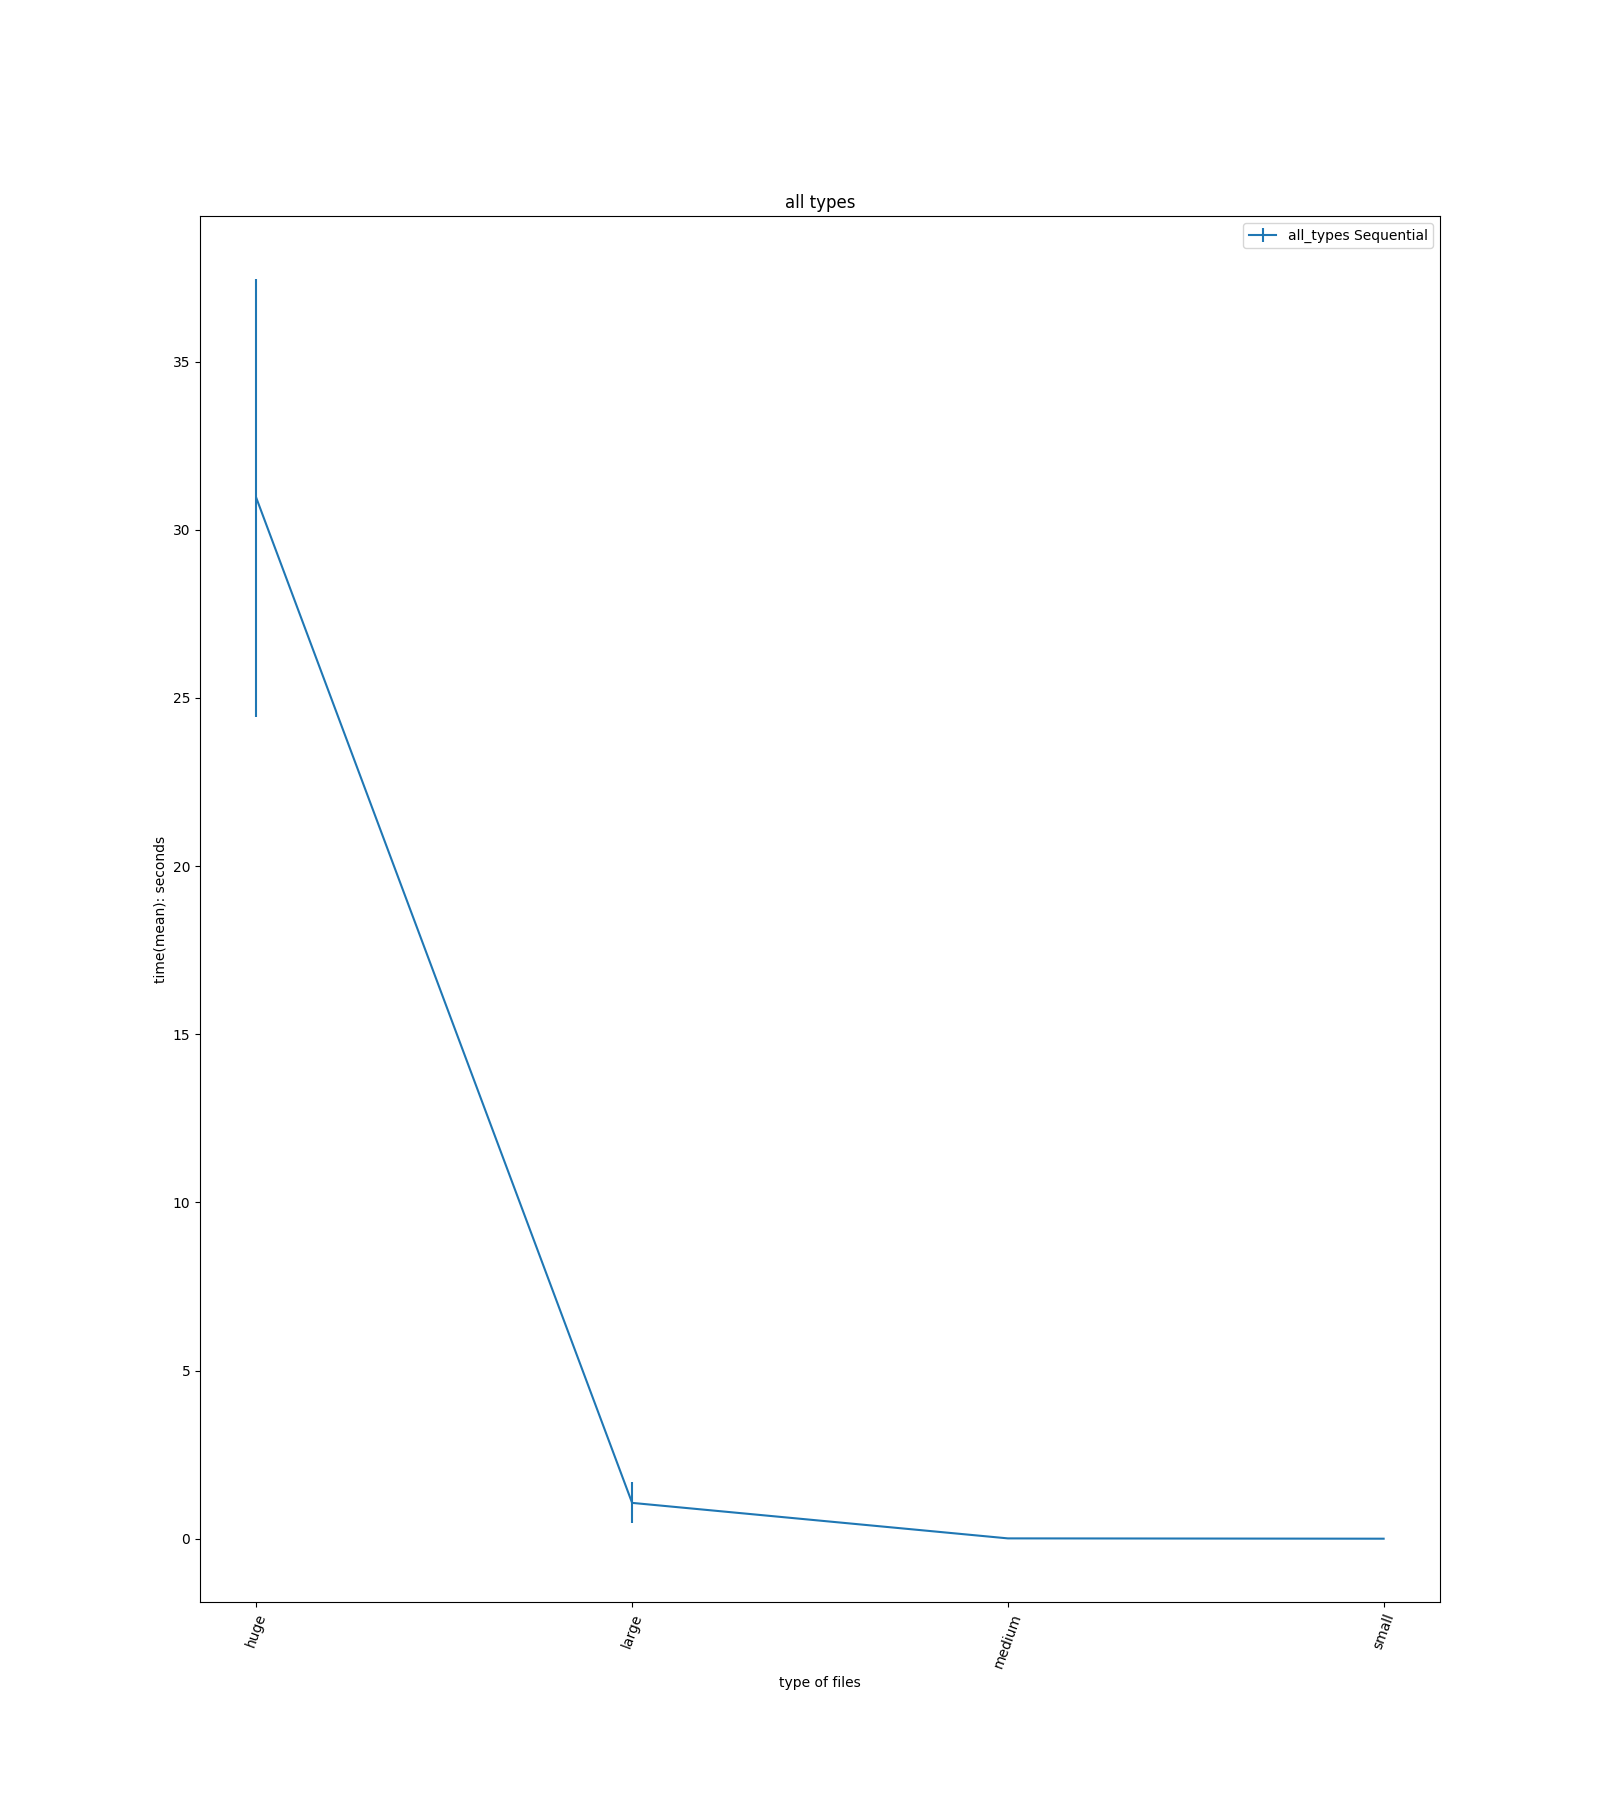 all types
all_types Sequential
35
30
25
20
15
10
5
0
time(mean): seconds
huge
large
medium
small
type of files